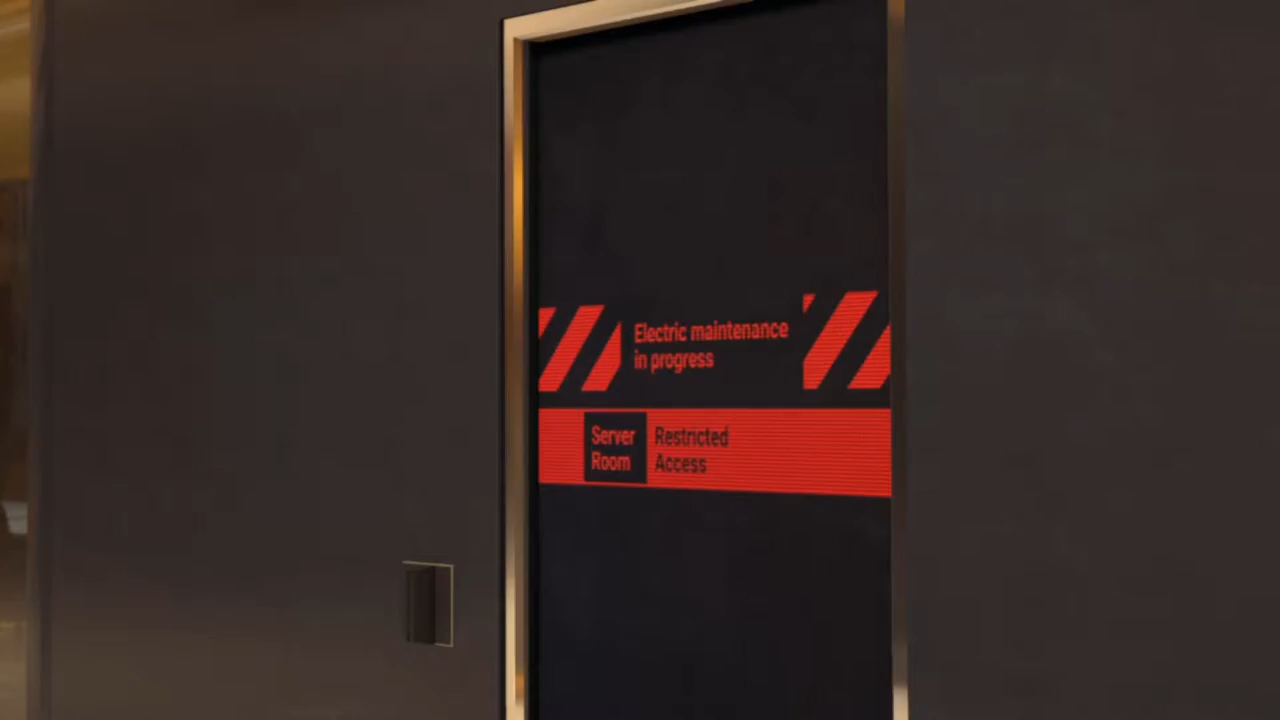 Electric maintenance
in progress
Server
Room
Restricted
Access